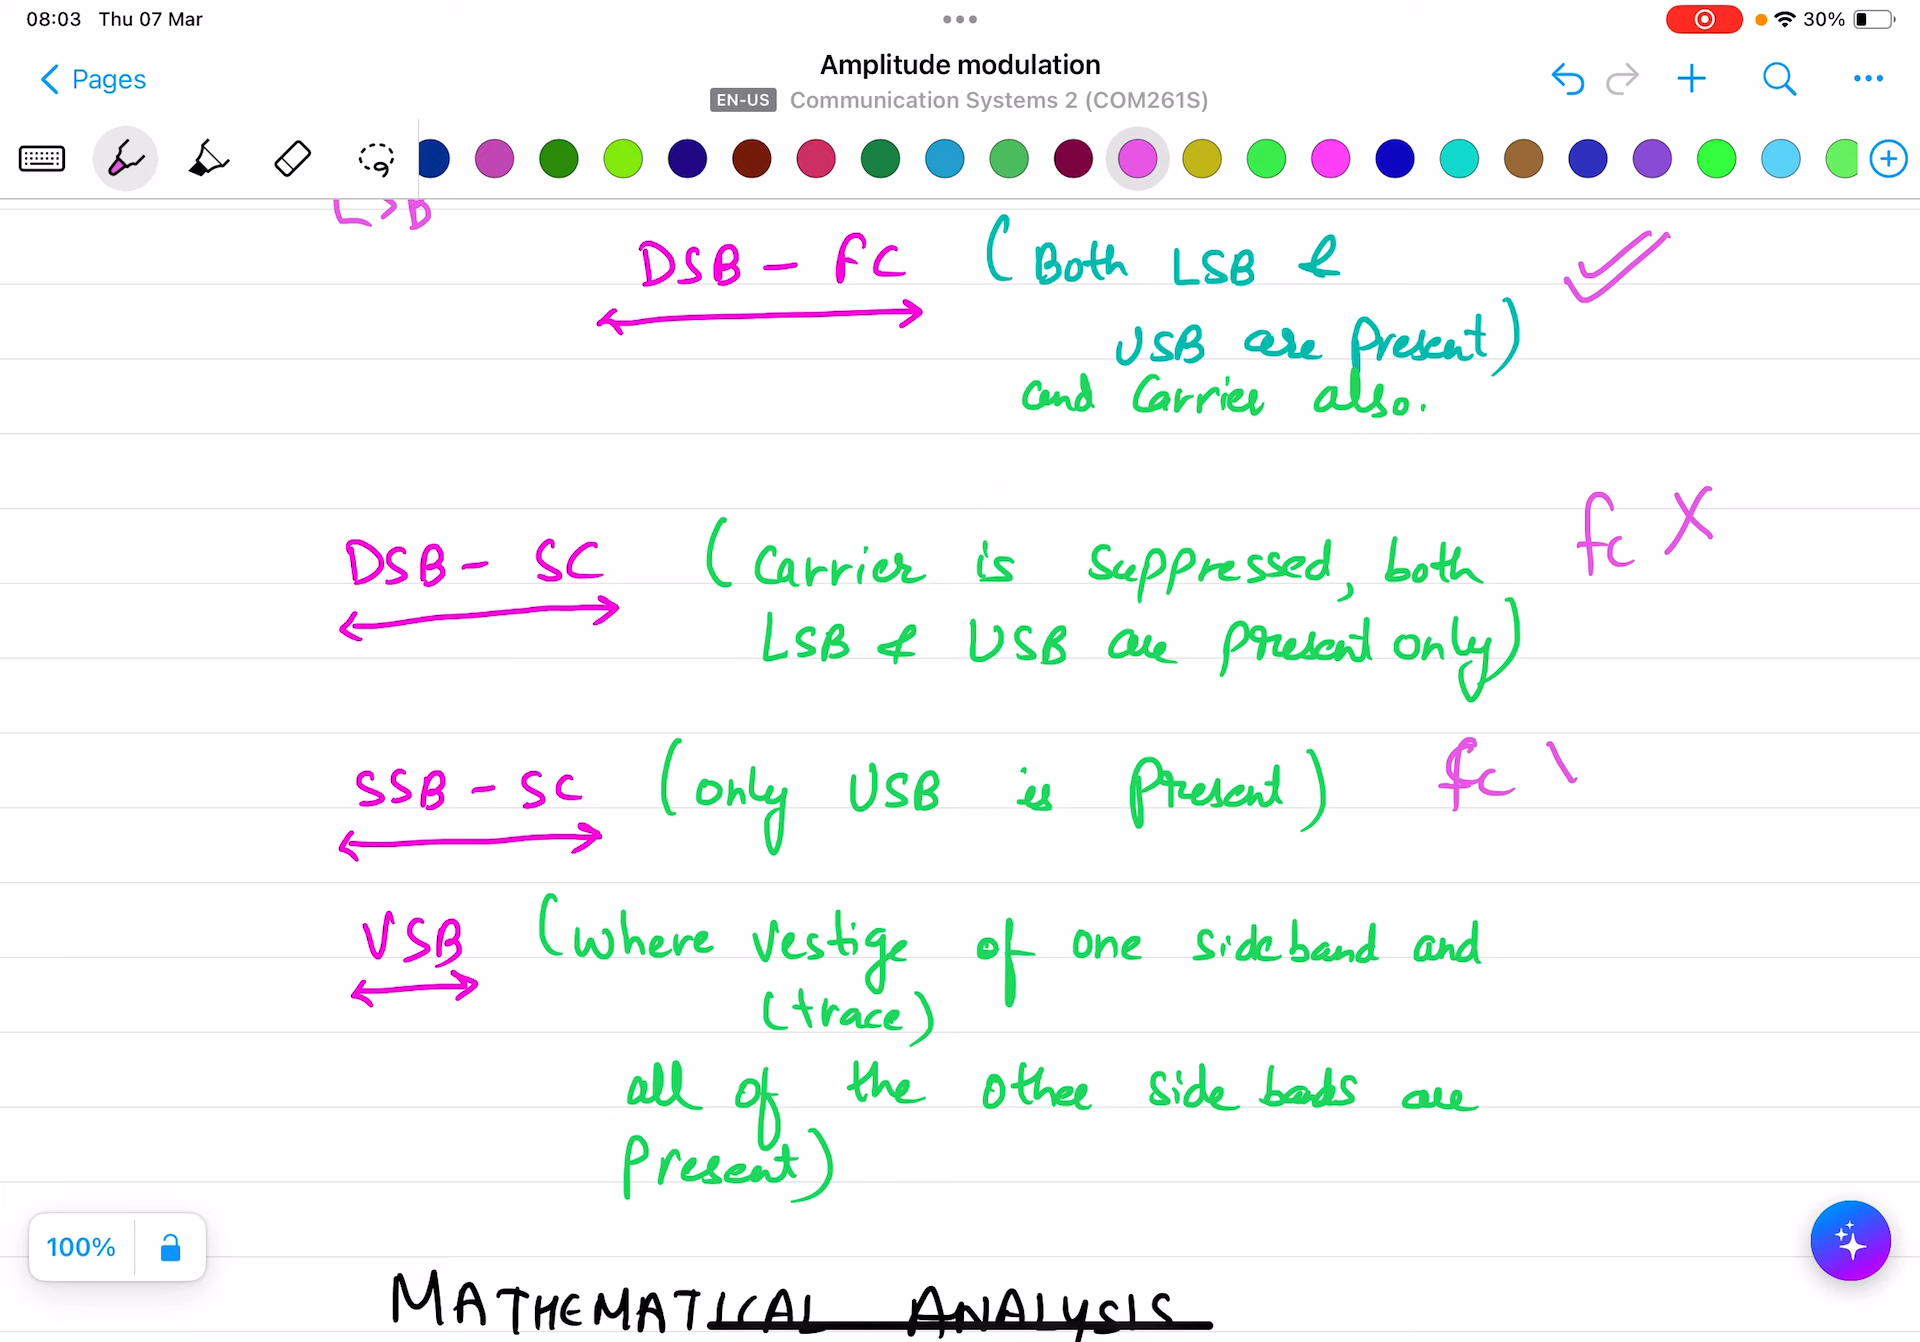 08:03 Thu 07 Mar
30%
Pages
Amplitude modulation
EN-US Communication Systems 2 (COM261S)
LSB
DSB - FC (Both LSB &
USB are present)
and Carrier also.
fc X
DSB - SC (Carrier is suppressed, both
LSB & USB are present only)
SSB - SC (only USB is present) fc \
VSB (where vestige of one sideband and
(trace)
all of the other side bands are
present)
100%
MATHEMATICAL ANALYSIS